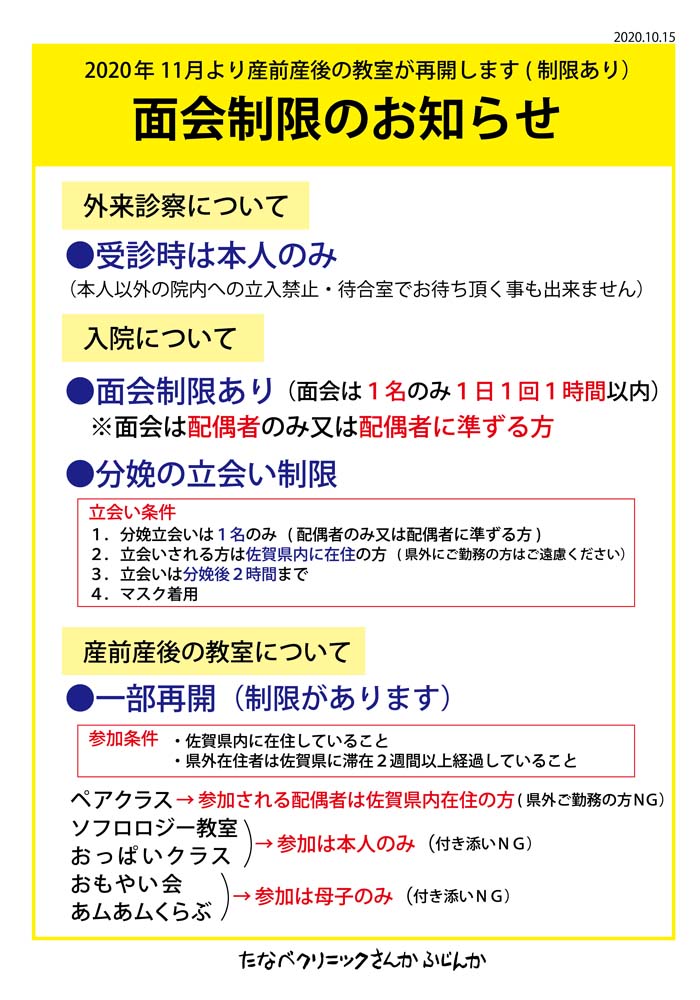 2020.10.15
2020年 11月より産前産後の教室が再開します ( 制限あり）
面会制限のお知らせ
外来診察について
●受診時は本人のみ
（本人以外の院内への立入禁止・待合室でお待ち頂く事も出来ません）
入院について
●面会制限あり（面会は１名のみ１日１回１時間以内）
※面会は配偶者のみ又は配偶者に準ずる方
●分娩の立会い制限
立会い条件
１．分娩立会いは１名のみ ( 配偶者のみ又は配偶者に準ずる方 )
２．立会いされる方は佐賀県内に在住の方 ( 県外にご勤務の方はご遠慮ください）
３．立会いは分娩後２時間まで
４．マスク着用
産前産後の教室について
●一部再開（制限があります）
参加条件 ・佐賀県内に在住していること
・県外在住者は佐賀県に滞在２週間以上経過していること
ペアクラス→参加される配偶者は佐賀県内在住の方 ( 県外ご勤務の方ＮＧ）
ソフロロジー教室
おっぱいクラス
→参加は本人のみ（付き添いＮＧ）
おもやい会
あムあムくらぶ
→参加は母子のみ（付き添いＮＧ）
たなべクリニックさんかふじんか